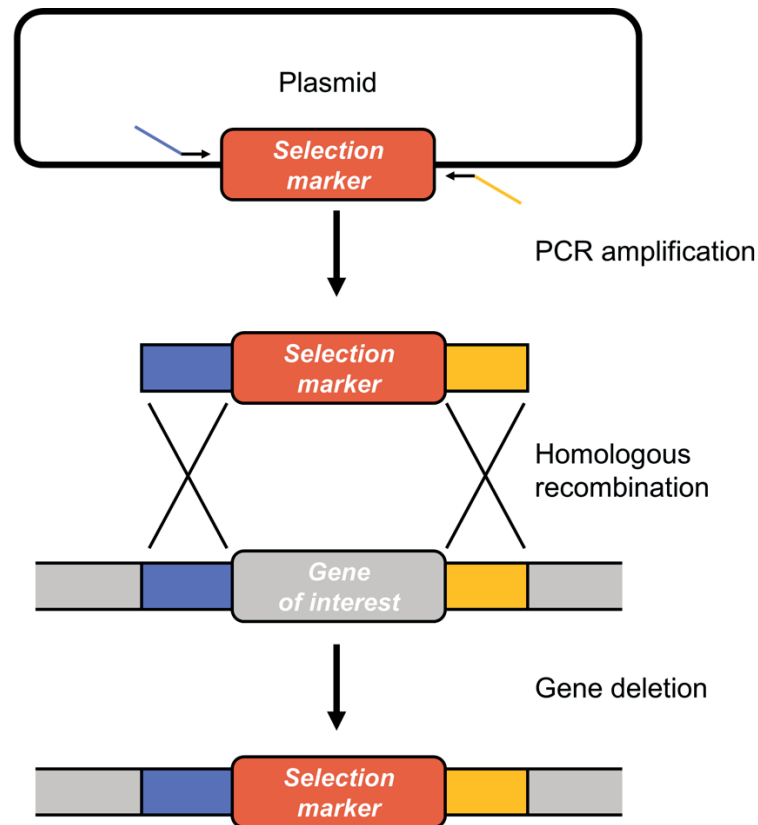 Plasmid
Selection
marker
PCR amplification
Selection
marker
Homologous
recombination
Gene
of interest
Gene deletion
Selection
marker